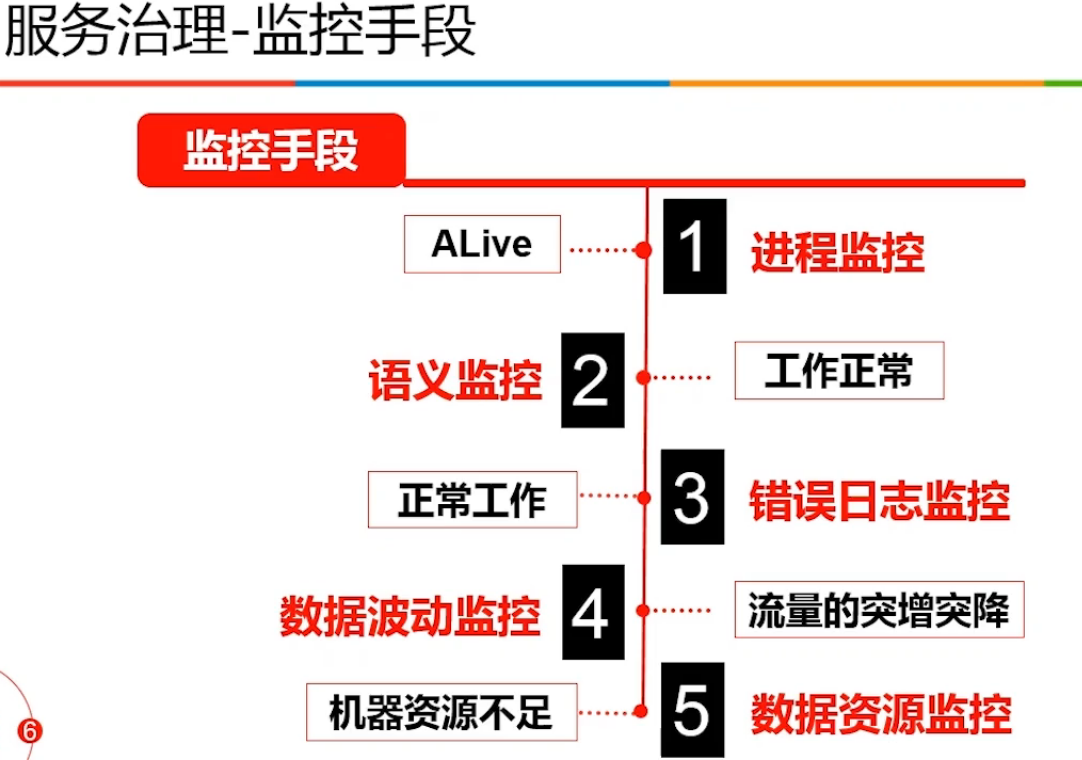 服务治理-监控手段
监控手段
ALive
1
进程监控
语义监控
2
工作正常
正常工作
3
错误日志监控
数据波动监控
4
流量的突增突降
机器资源不足
5
数据资源监控
6